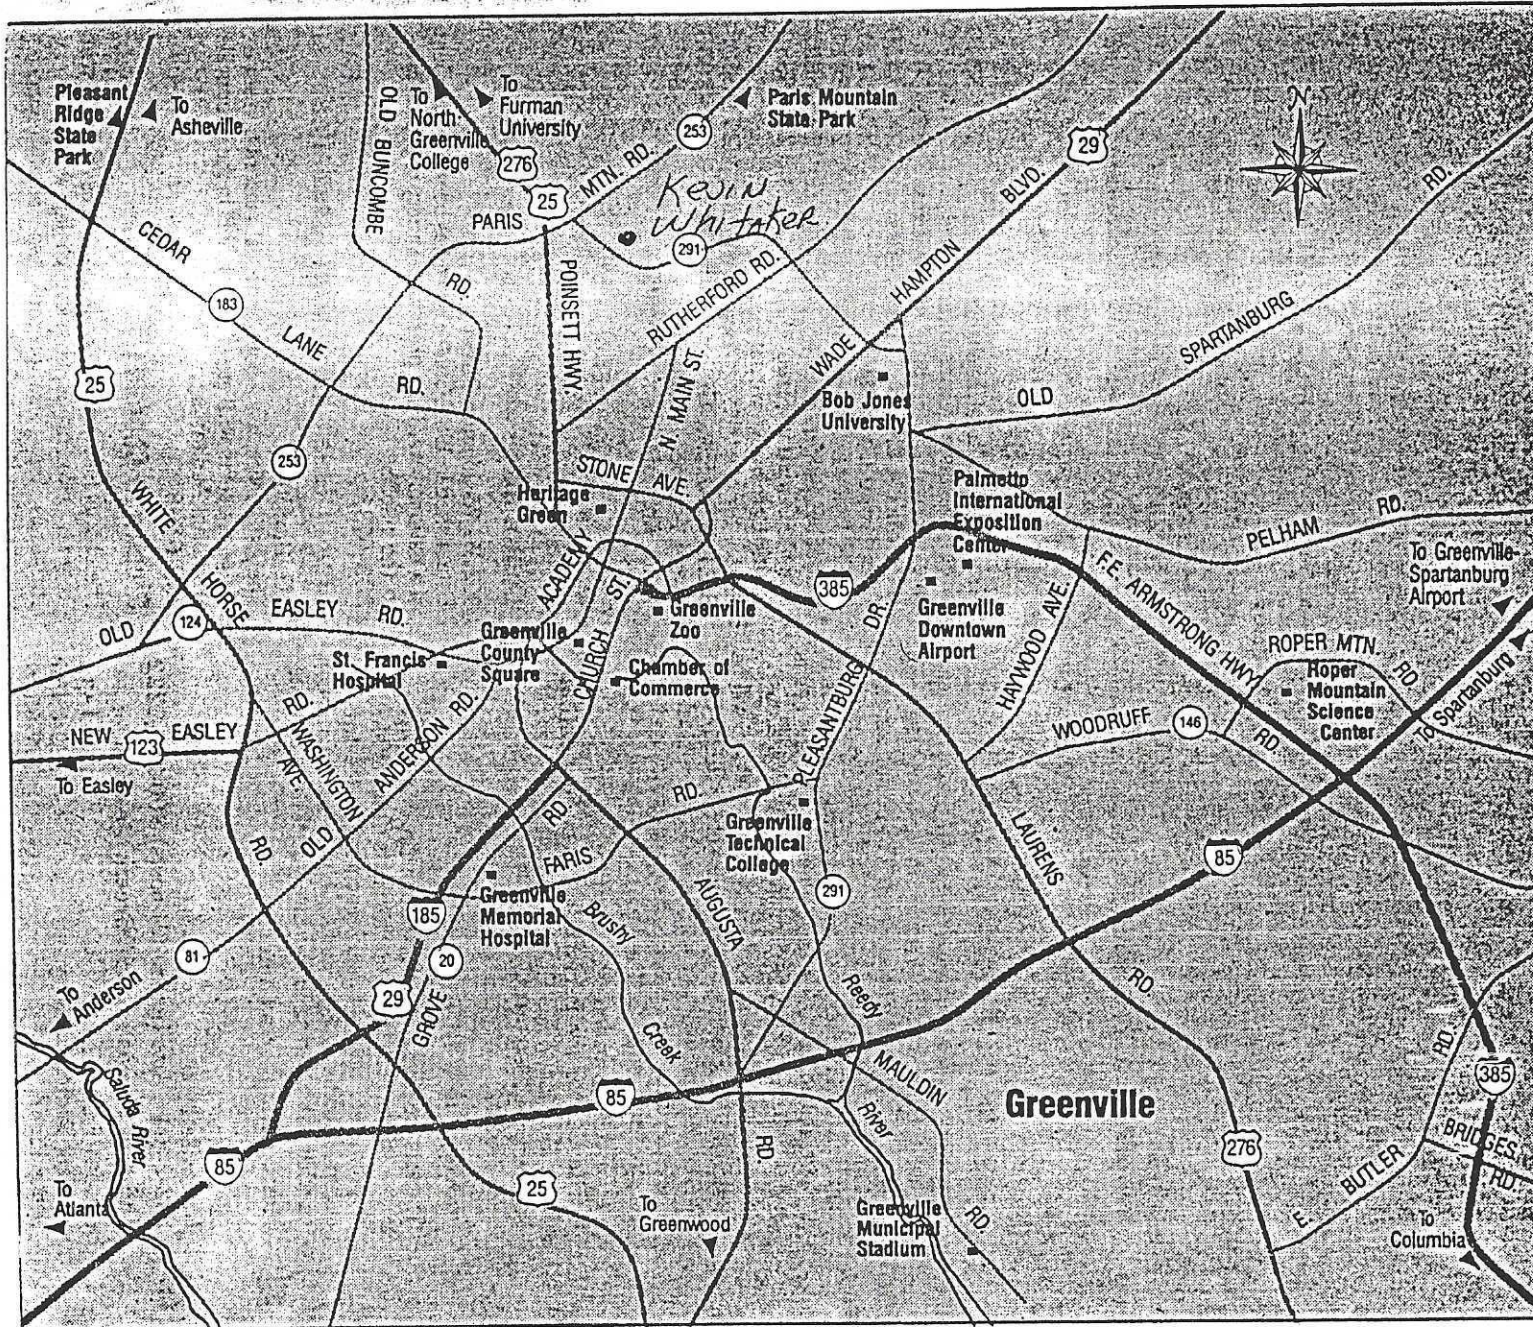 Pleasant
Ridge
State
Park
To
Asheville
OLD BUNCOMBE
RD.
To
North
Greenville
College
To
Furman
University
276
25
PARIS MTN. RD.
253
Paris Mountain
State Park
Kevin
Whitaker
291
29
N
CEDAR LANE RD.
183
POINSETT HWY.
RUTHERFORD RD.
WADE HAMPTON BLVD.
OLD SPARTANBURG RD.
25
253
N MAIN ST.
Bob Jones
University
STONE AVE.
Heritage
Green
Palmetto
International
Exposition
Center
PELHAM RD.
To Greenville-
Spartanburg
Airport
WHITE HORSE RD.
ACADEMY
CHURCH ST.
385
F.E. ARMSTRONG HWY.
OLD EASLEY RD.
124
Greenville
Zoo
Greenville
Downtown
Airport
HAYWOOD AVE.
ROPER MTN. RD
Roper
Mountain
Science
Center
To Spartanburg
St. Francis
Hospital
Greenville
County
Square
Chamber of
Commerce
PLEASANTBURG DR.
WOODRUFF RD.
146
NEW EASLEY RD.
123
To Easley
WASHINGTON AVE.
OLD ANDERSON RD.
FARIS RD.
Greenville
Technical
College
LAURENS RD.
85
291
Greenville
Memorial
Hospital
185
81
20
29
GROVE RD.
AUGUSTA RD.
Brushy Creek
Reedy River
To
Anderson
Saluda River
MAULDIN RD.
Greenville
85
385
85
To
Atlanta
25
To
Greenwood
Greenville
Municipal
Stadium
276
E. BUTLER RD.
BRIDGES RD
To
Columbia